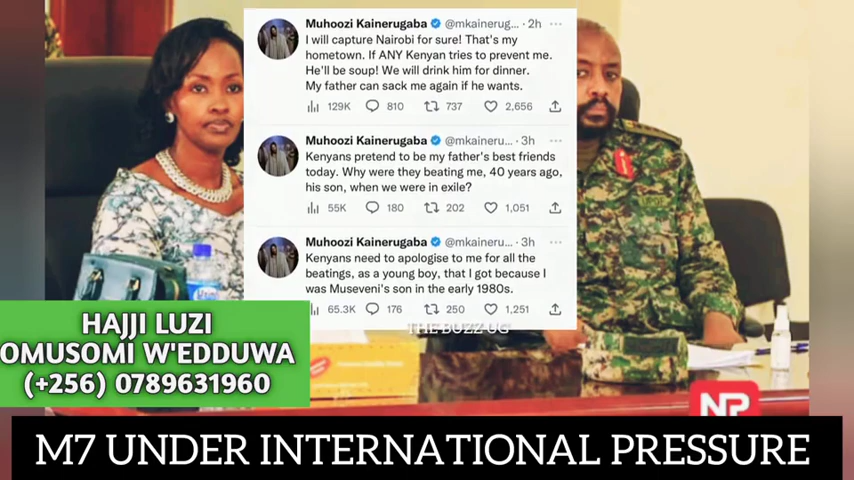 Muhoozi Kainerugaba @mkainerug... · 2h
I will capture Nairobi for sure! That's my
hometown. If ANY Kenyan tries to prevent me.
He'll be soup! We will drink him for dinner.
My father can sack me again if he wants.
129K 810 737 2,656
Muhoozi Kainerugaba @mkaineru... · 3h
Kenyans pretend to be my father's best friends
today. Why were they beating me, 40 years ago,
his son, when we were in exile?
55K 180 202 1,051
Muhoozi Kainerugaba @mkaineru... · 3h
Kenyans need to apologise to me for all the
beatings, as a young boy, that I got because I
was Museveni's son in the early 1980s.
65.3K 176 250 1,251
THE BUZZ UG
HAJJI LUZI
OMUSOMI W'EDDUWA
(+256) 0789631960
NP
M7 UNDER INTERNATIONAL PRESSURE